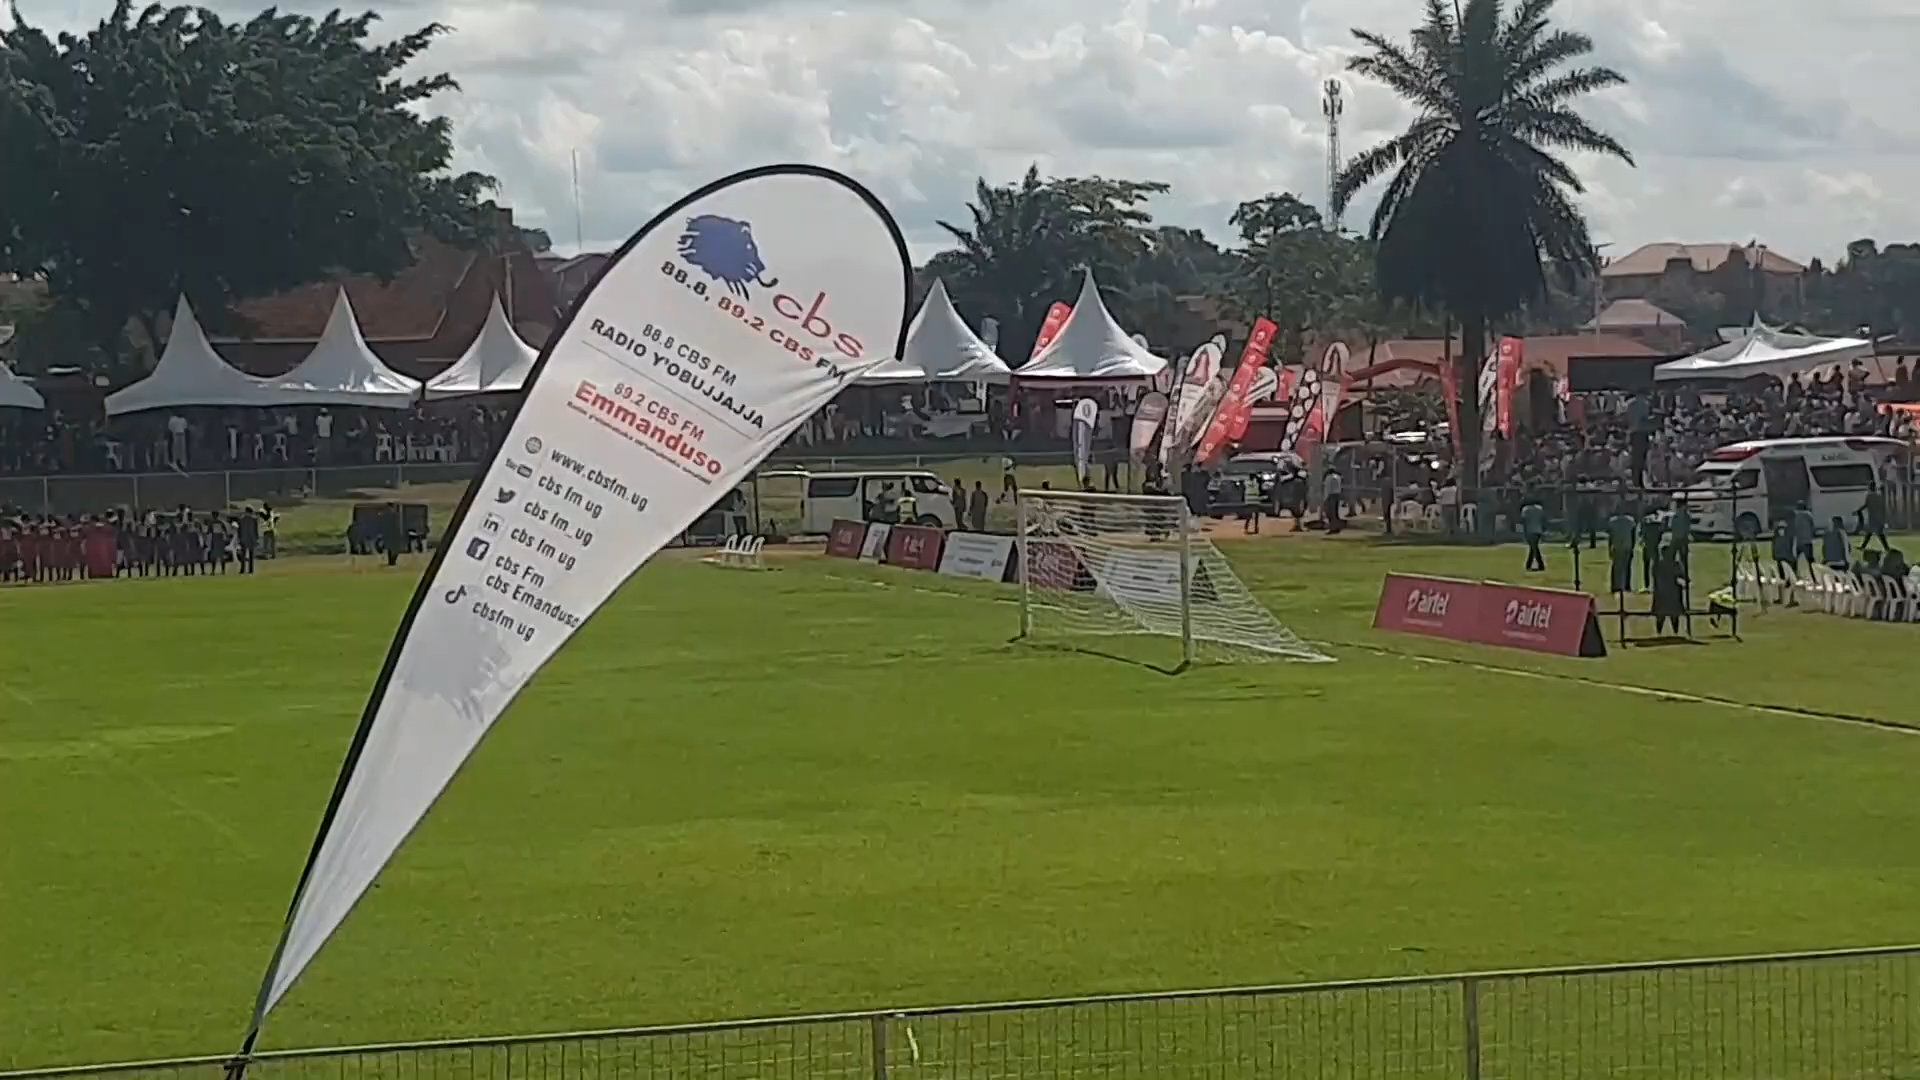 cbs
88.8, 89.2 CBS FM
88.8 CBS FM
RADIO Y'OBUJJAJJA
89.2 CBS FM
Emmanduso
www.cbsfm.ug
cbs fm ug
cbs fm_ug
in cbs fm ug
cbs Fm
cbs Emanduso
cbsfm ug
airtel
airtel